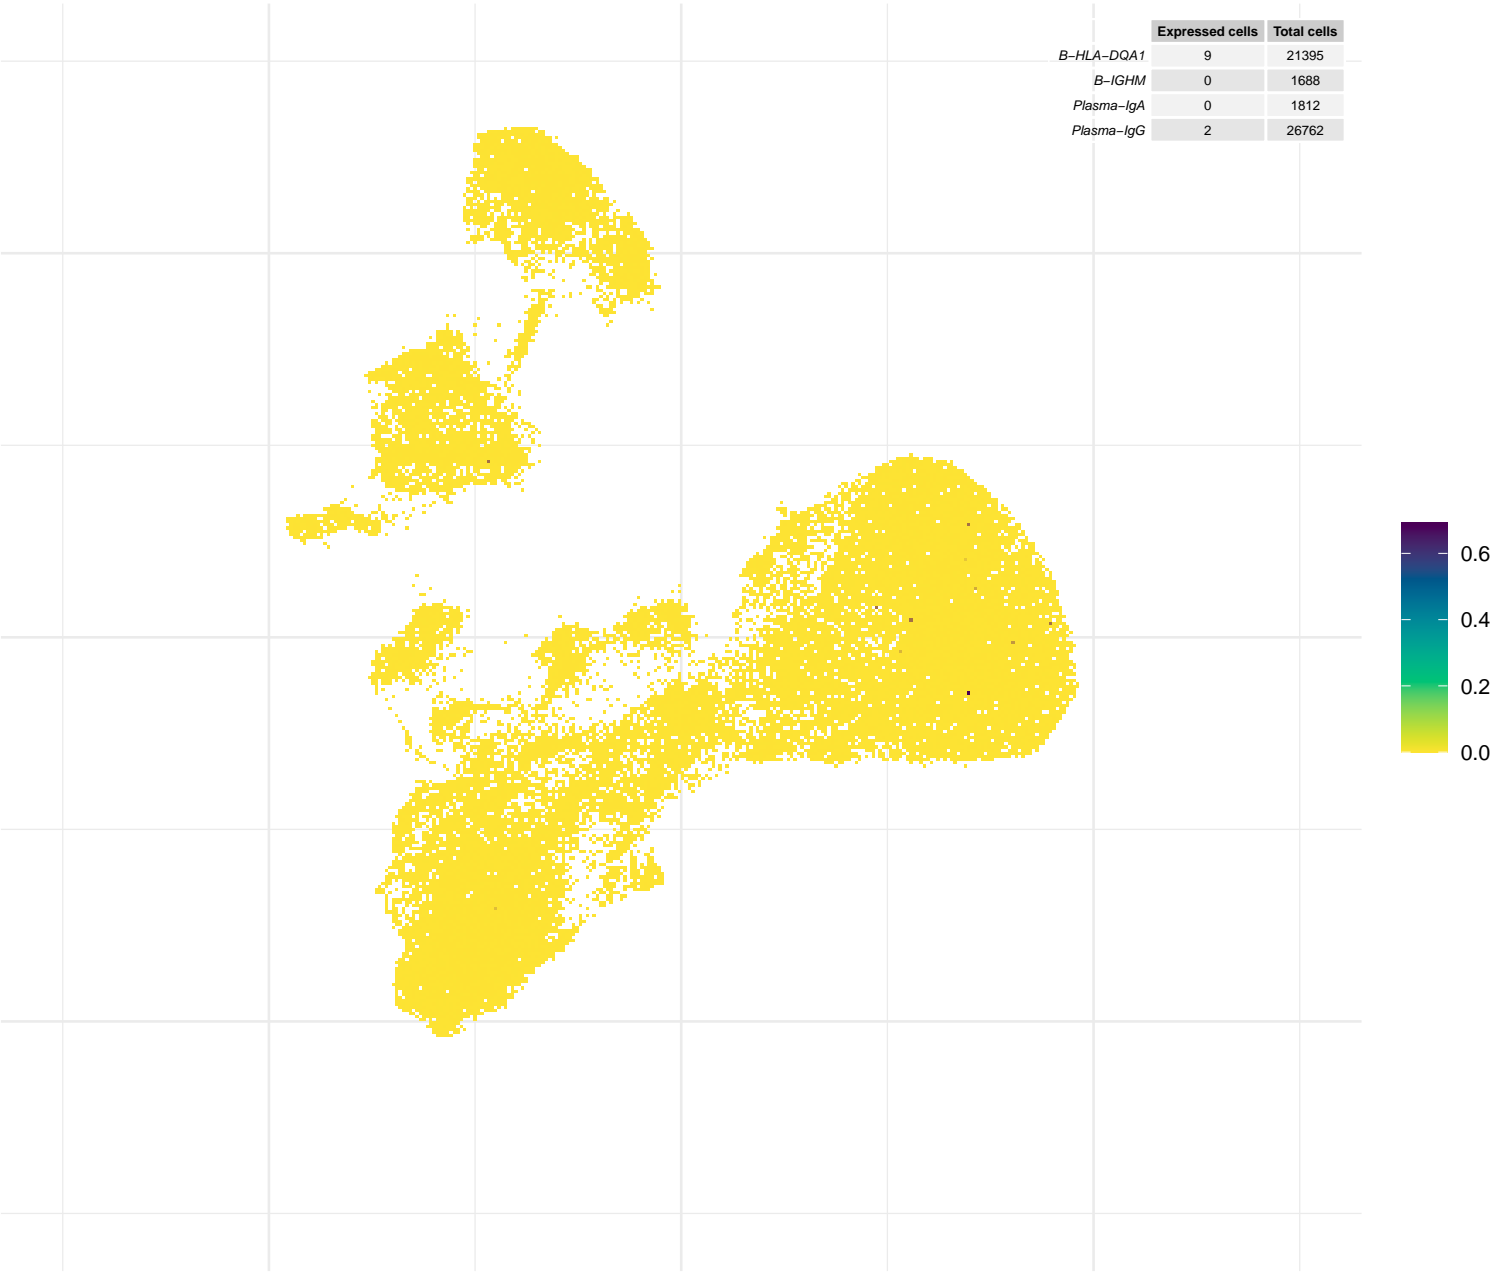 Expressed cells Total cells
B−HLA−DQA1 9 21395
B−IGHM 0 1688
Plasma−IgA 0 1812
Plasma−IgG 2 26762
0.6
0.4
0.2
0.0